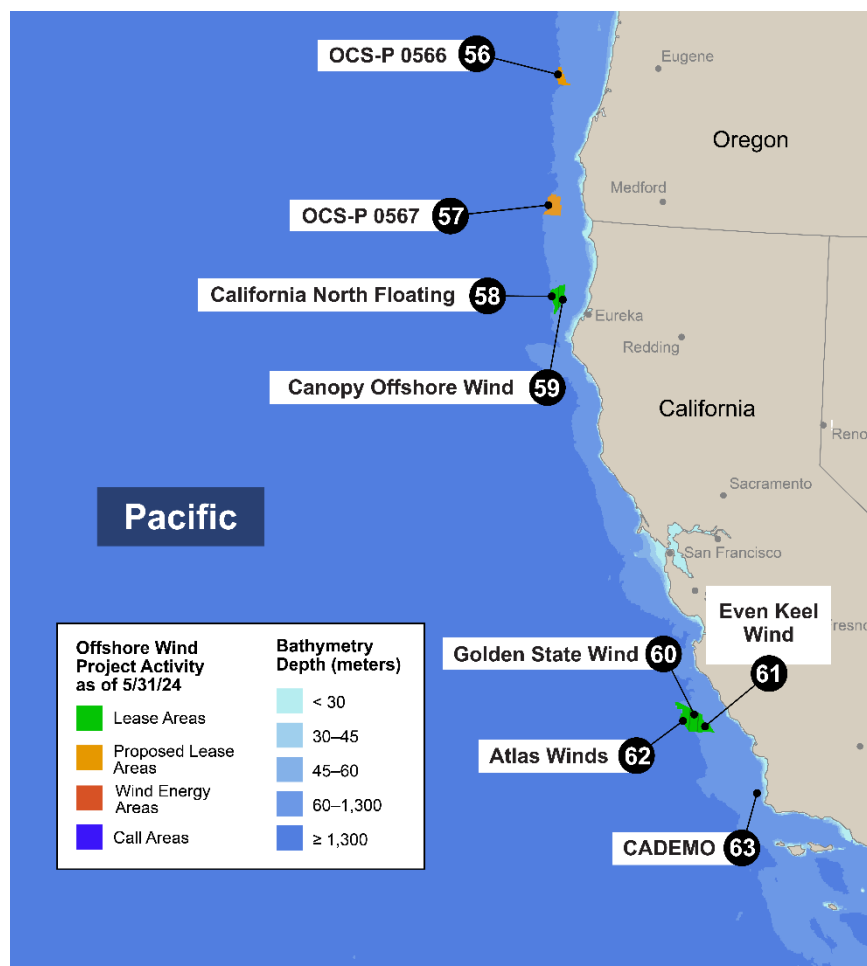 OCS-P 0566 56
Eugene
Oregon
Medford
OCS-P 0567 57
California North Floating 58
Eureka
Redding
Canopy Offshore Wind 59
California
Reno
Sacramento
Pacific
San Francisco
Even Keel
Wind
61
Fresno
Golden State Wind 60
Atlas Winds 62
CADEMO 63
Offshore Wind
Project Activity
as of 5/31/24
Lease Areas
Proposed Lease
Areas
Wind Energy
Areas
Call Areas
Bathymetry
Depth (meters)
< 30
30–45
45–60
60–1,300
≥ 1,300